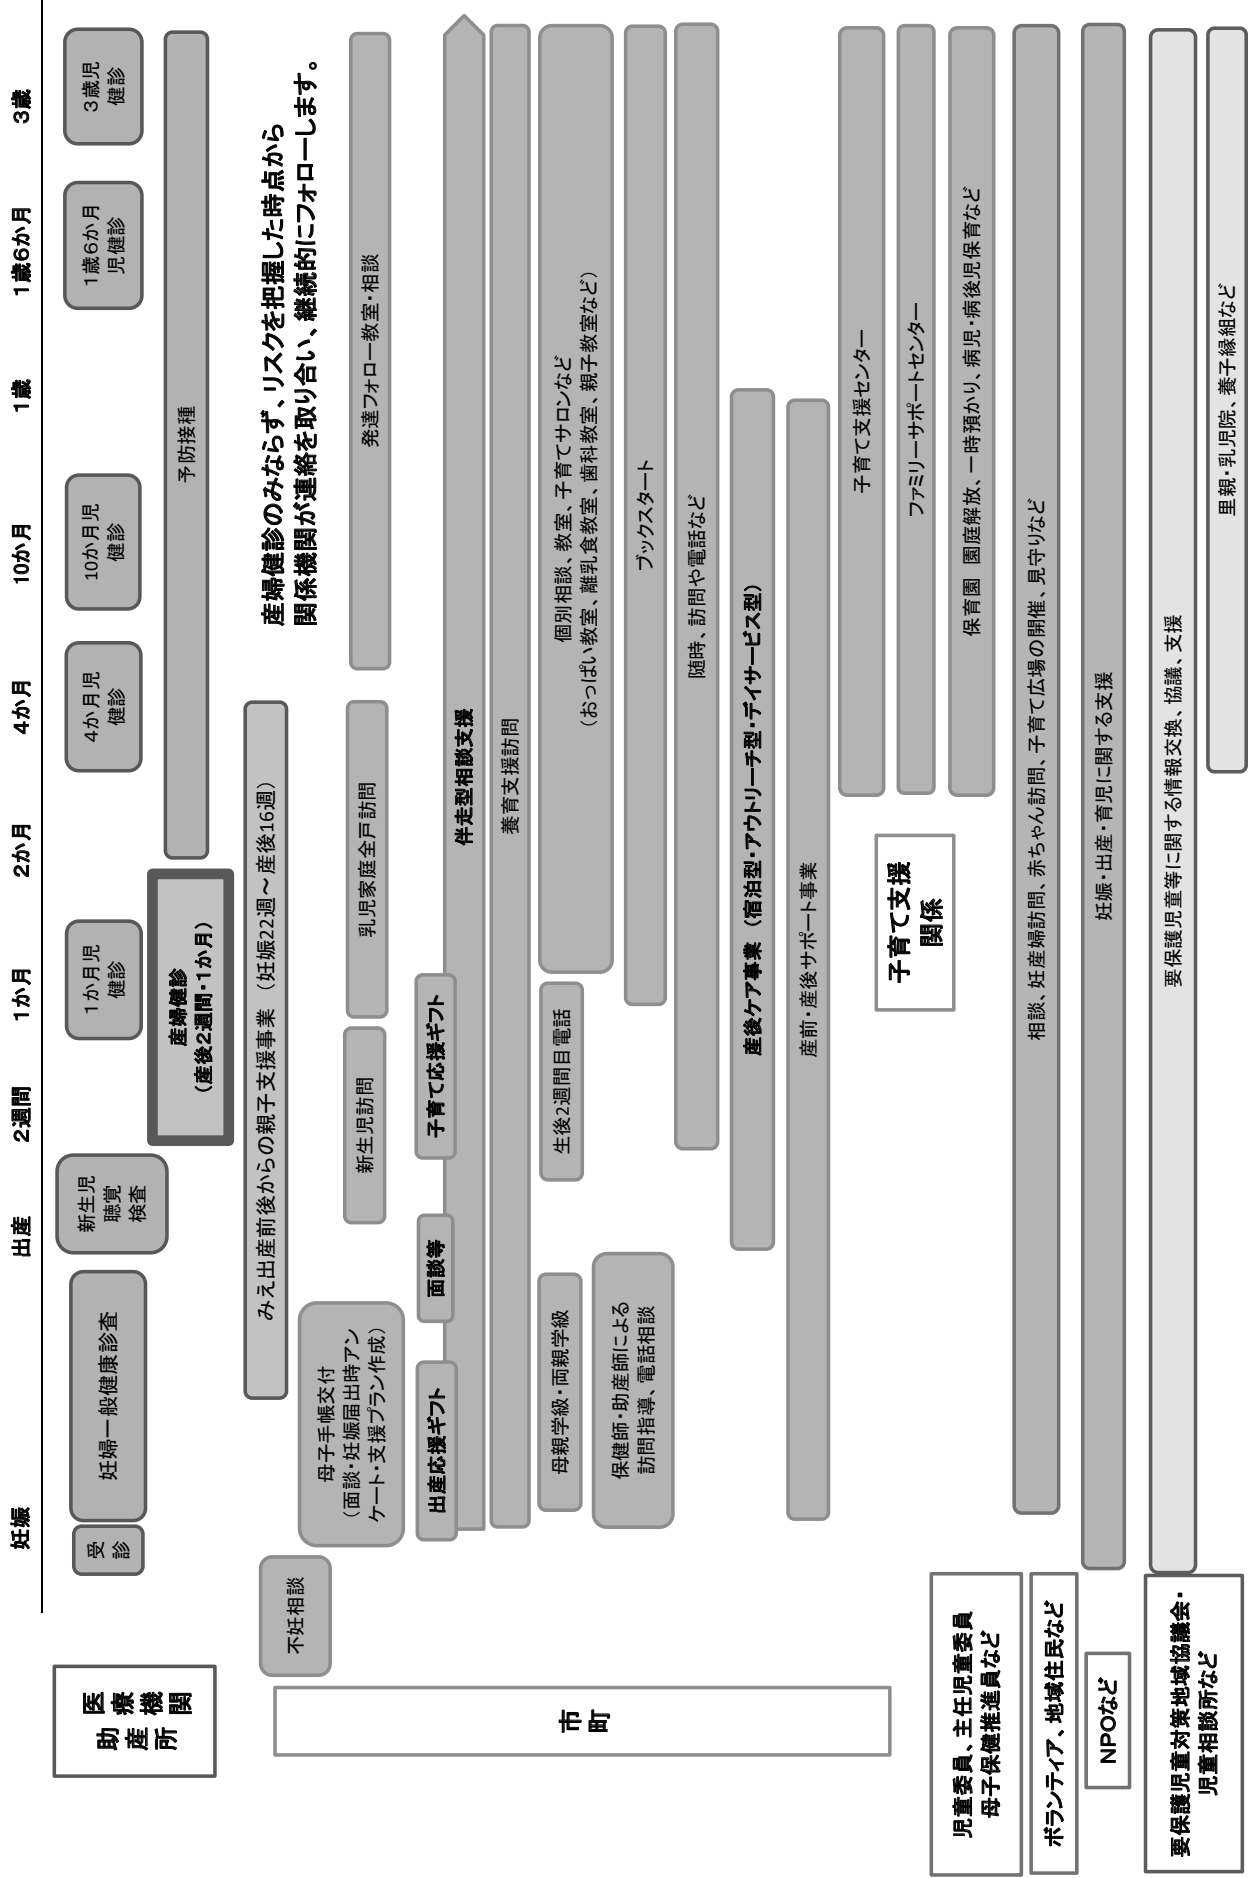 妊娠
出産
2週間
1か月
2か月
4か月
10か月
1歳
1歳6か月
3歳
医療機関
助産所
受
診
妊婦一般健康診査
新生児
聴覚
検査
1か月児
健診
4か月児
健診
10か月児
健診
1歳6か月
児健診
3歳児
健診
産婦健診
(産後2週間・1か月)
予防接種
みえ出産前後からの親子支援事業 (妊娠22週～産後16週)
産婦健診のみならず、リスクを把握した時点から
関係機関が連絡を取り合い、継続的にフォローします。
市
町
不妊相談
母子手帳交付
(面談・妊娠届出時アン
ケート・支援プラン作成)
新生児訪問
乳児家庭全戸訪問
発達フォロー教室・相談
出産応援ギフト
面談等
子育て応援ギフト
伴走型相談支援
養育支援訪問
母親学級・両親学級
生後2週間目電話
個別相談、教室、子育てサロンなど
(おっぱい教室、離乳食教室、歯科教室、親子教室など)
保健師・助産師による
訪問指導、電話相談
ブックスタート
随時、訪問や電話など
産後ケア事業 (宿泊型・アウトリーチ型・デイサービス型)
産前・産後サポート事業
子育て支援
関係
子育て支援センター
ファミリーサポートセンター
保育園 園庭解放、一時預かり、病児・病後児保育など
児童委員、主任児童委員
母子保健推進員など
ボランティア、地域住民など
相談、妊産婦訪問、赤ちゃん訪問、子育て広場の開催、見守りなど
NPOなど
妊娠・出産・育児に関する支援
要保護児童対策地域協議会・
児童相談所など
要保護児童等に関する情報交換、協議、支援
里親・乳児院、養子縁組など